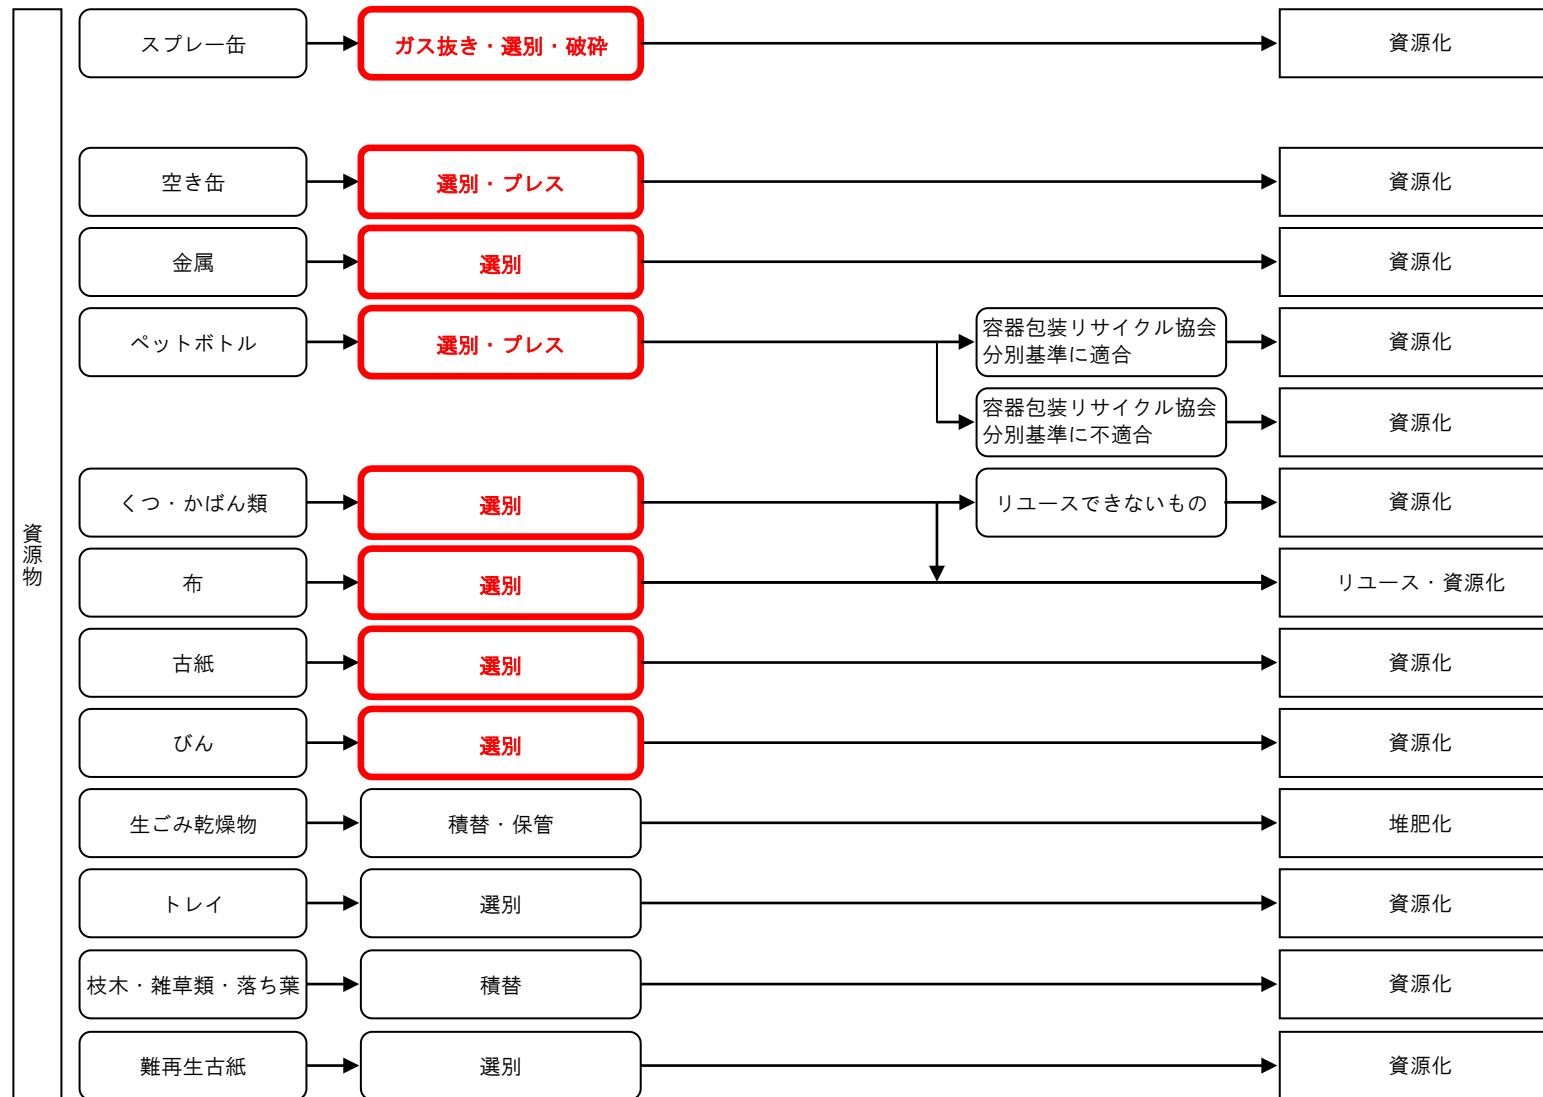 資源物
スプレー缶
ガス抜き・選別・破砕
資源化
空き缶
選別・プレス
資源化
金属
選別
資源化
ペットボトル
選別・プレス
容器包装リサイクル協会
分別基準に適合
資源化
容器包装リサイクル協会
分別基準に不適合
資源化
くつ・かばん類
選別
リユースできないもの
資源化
布
選別
リユース・資源化
古紙
選別
資源化
びん
選別
資源化
生ごみ乾燥物
積替・保管
堆肥化
トレイ
選別
資源化
枝木・雑草類・落ち葉
積替
資源化
難再生古紙
選別
資源化